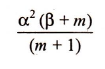 α² (β + m)
(m + 1)